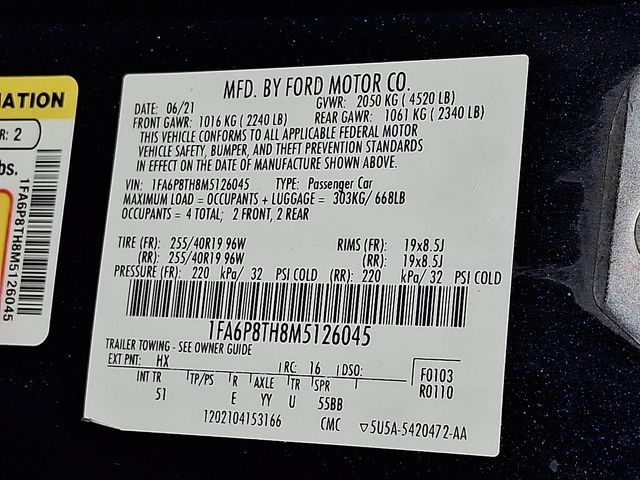 MATION
R: 2
bs.
1FA6P8TH8M5126045
MFD. BY FORD MOTOR CO.
DATE: 06/21 GVWR: 2050 KG ( 4520 LB)
FRONT GAWR: 1016 KG ( 2240 LB) REAR GAWR: 1061 KG ( 2340 LB)
THIS VEHICLE CONFORMS TO ALL APPLICABLE FEDERAL MOTOR
VEHICLE SAFETY, BUMPER, AND THEFT PREVENTION STANDARDS
IN EFFECT ON THE DATE OF MANUFACTURE SHOWN ABOVE.
VIN: 1FA6P8TH8M5126045 TYPE: Passenger Car
MAXIMUM LOAD = OCCUPANTS + LUGGAGE = 303KG/ 668LB
OCCUPANTS = 4 TOTAL; 2 FRONT, 2 REAR
TIRE (FR): 255/40R19 96W RIMS (FR): 19x8.5J
(RR): 255/40R19 96W (RR): 19x8.5J
PRESSURE (FR): 220 kPa/ 32 PSI COLD (RR): 220 kPa/ 32 PSI COLD
1FA6P8TH8M5126045
TRAILER TOWING - SEE OWNER GUIDE
EXT PNT: HX RC: 16 DSO: F0103
INT TR TP/PS R AXLE TR SPR R0110
51 E YY U 55BB
1202104153166 CMC ▽5U5A-5420472-AA